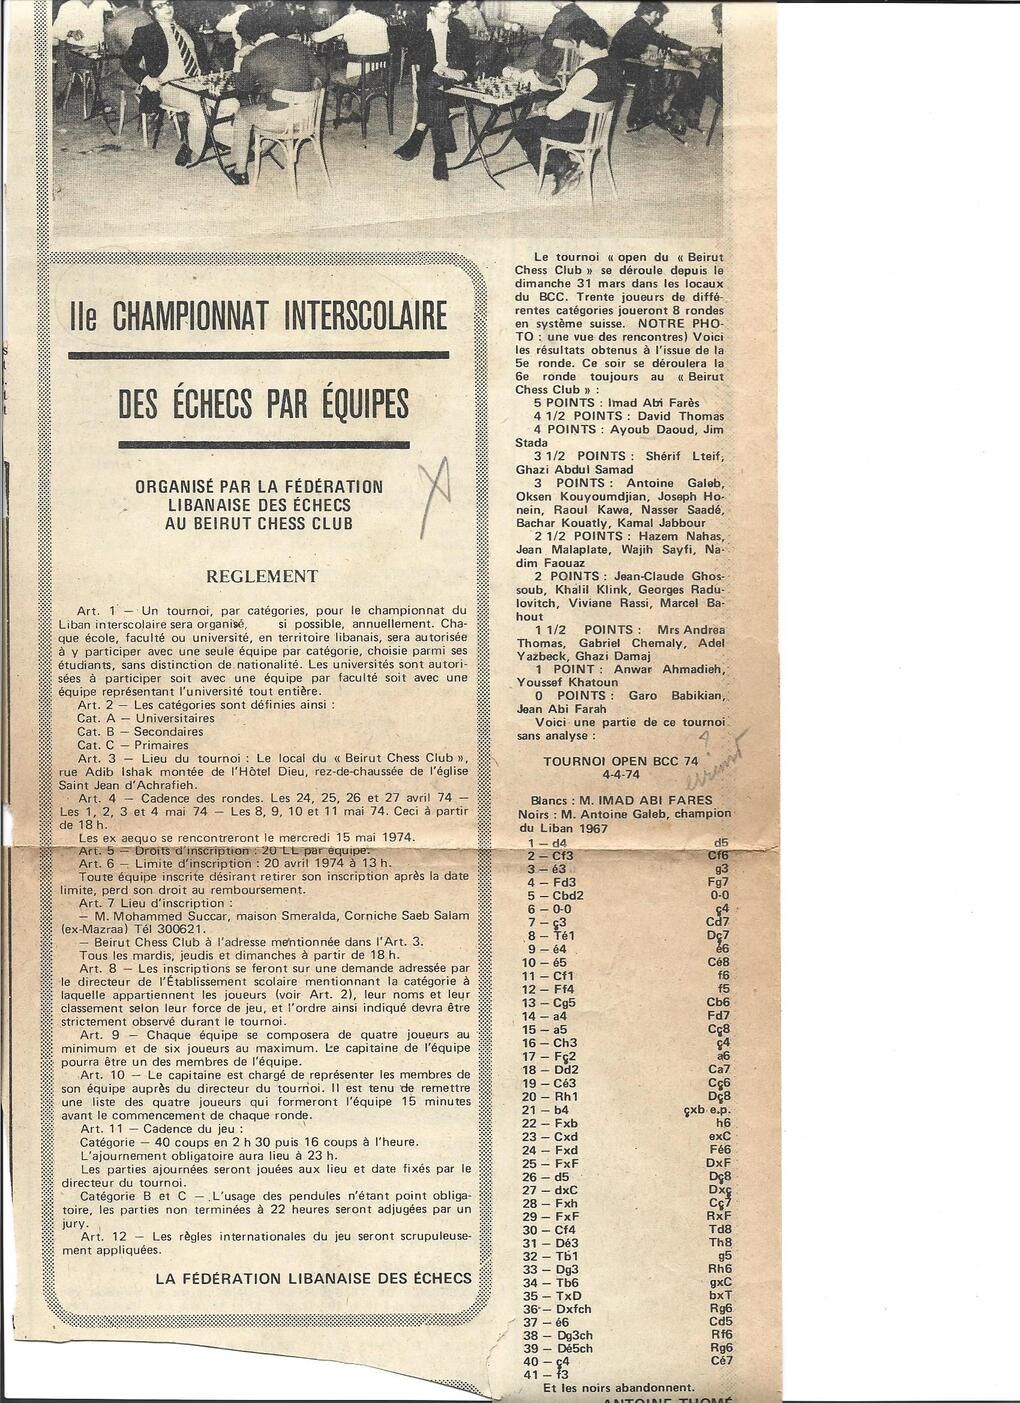 IIe CHAMPIONNAT INTERSCOLAIRE
DES ÉCHECS PAR ÉQUIPES
ORGANISÉ PAR LA FÉDÉRATION
LIBANAISE DES ÉCHECS
AU BEIRUT CHESS CLUB
REGLEMENT
Art. 1 — Un tournoi, par catégories, pour le championnat du
Liban interscolaire sera organisé, si possible, annuellement. Cha-
que école, faculté ou université, en territoire libanais, sera autorisée
à y participer avec une seule équipe par catégorie, choisie parmi ses
étudiants, sans distinction de nationalité. Les universités sont autori-
sées à participer soit avec une équipe par faculté soit avec une
équipe représentant l'université tout entière.
Art. 2 — Les catégories sont définies ainsi :
Cat. A — Universitaires
Cat. B — Secondaires
Cat. C — Primaires
Art. 3 — Lieu du tournoi : Le local du « Beirut Chess Club »,
rue Adib Ishak montée de l'Hôtel Dieu, rez-de-chaussée de l'église
Saint Jean d'Achrafieh.
Art. 4 — Cadence des rondes. Les 24, 25, 26 et 27 avril 74 —
Les 1, 2, 3 et 4 mai 74 — Les 8, 9, 10 et 11 mai 74. Ceci à partir
de 18 h.
Les ex aequo se rencontreront le mercredi 15 mai 1974.
Art. 5 — Droits d'inscription : 20 LL par équipe.
Art. 6 — Limite d'inscription : 20 avril 1974 à 13 h.
Toute équipe inscrite désirant retirer son inscription après la date
limite, perd son droit au remboursement.
Art. 7 Lieu d'inscription :
— M. Mohammed Succar, maison Smeralda, Corniche Saeb Salam
(ex-Mazraa) Tél 300621.
— Beirut Chess Club à l'adresse mentionnée dans l'Art. 3.
Tous les mardis, jeudis et dimanches à partir de 18 h.
Art. 8 — Les inscriptions se feront sur une demande adressée par
le directeur de l'Établissement scolaire mentionnant la catégorie à
laquelle appartiennent les joueurs (voir Art. 2), leur noms et leur
classement selon leur force de jeu, et l'ordre ainsi indiqué devra être
strictement observé durant le tournoi.
Art. 9 — Chaque équipe se composera de quatre joueurs au
minimum et de six joueurs au maximum. Le capitaine de l'équipe
pourra être un des membres de l'équipe.
Art. 10 — Le capitaine est chargé de représenter les membres de
son équipe auprès du directeur du tournoi. Il est tenu de remettre
une liste des quatre joueurs qui formeront l'équipe 15 minutes
avant le commencement de chaque ronde.
Art. 11 — Cadence du jeu :
Catégorie — 40 coups en 2 h 30 puis 16 coups à l'heure.
L'ajournement obligatoire aura lieu à 23 h.
Les parties ajournées seront jouées aux lieu et date fixés par le
directeur du tournoi.
Catégorie B et C — L'usage des pendules n'étant point obliga-
toire, les parties non terminées à 22 heures seront adjugées par un
jury.
Art. 12 — Les règles internationales du jeu seront scrupuleuse-
ment appliquées.
LA FÉDÉRATION LIBANAISE DES ÉCHECS
Le tournoi « open du « Beirut
Chess Club » se déroule depuis le
dimanche 31 mars dans les locaux
du BCC. Trente joueurs de diffé-
rentes catégories joueront 8 rondes
en système suisse. NOTRE PHO-
TO : une vue des rencontres) Voici
les résultats obtenus à l'issue de la
5e ronde. Ce soir se déroulera la
6e ronde toujours au « Beirut
Chess Club » :
5 POINTS : Imad Abi Farès
4 1/2 POINTS : David Thomas
4 POINTS : Ayoub Daoud, Jim
Stada
3 1/2 POINTS : Shérif Lteif,
Ghazi Abdul Samad
3 POINTS : Antoine Galeb,
Oksen Kouyoumdjian, Joseph Ho-
nein, Raoul Kawa, Nasser Saadé,
Bachar Kouatly, Kamal Jabbour
2 1/2 POINTS : Hazem Nahas,
Jean Malaplate, Wajih Sayfi, Na-
dim Faouaz
2 POINTS : Jean-Claude Ghos-
soub, Khalil Klink, Georges Radu-
lovitch, Viviane Rassi, Marcel Ba-
hout
1 1/2 POINTS : Mrs Andrea
Thomas, Gabriel Chemaly, Adel
Yazbeck, Ghazi Damaj
1 POINT : Anwar Ahmadieh,
Youssef Khatoun
0 POINTS : Garo Babikian,
Jean Abi Farah
Voici une partie de ce tournoi
sans analyse :
TOURNOI OPEN BCC 74
4-4-74
Blancs : M. IMAD ABI FARES
Noirs : M. Antoine Galeb, champion
du Liban 1967
1 — d4 d5
2 — Cf3 Cf6
3 — é3 g3
4 — Fd3 Fg7
5 — Cbd2 0-0
6 — 0-0 ç4
7 — ç3 Cd7
8 — Té1 Dç7
9 — é4 é6
10 — é5 Cé8
11 — Cf1 f6
12 — Ff4 f5
13 — Cg5 Cb6
14 — a4 Fd7
15 — a5 Cç8
16 — Ch3 ç4
17 — Fç2 a6
18 — Dd2 Ca7
19 — Cé3 Cç6
20 — Rh1 Dç8
21 — b4 çxb e.p.
22 — Fxb h6
23 — Cxd exC
24 — Fxd Fé6
25 — FxF DxF
26 — d5 Dç8
27 — dxC Dxç
28 — Fxh Cç7
29 — FxF RxF
30 — Cf4 Td8
31 — Dé3 Th8
32 — Tb1 g5
33 — Dg3 Rh6
34 — Tb6 gxC
35 — TxD bxT
36 — Dxfch Rg6
37 — é6 Cd5
38 — Dg3ch Rf6
39 — Dé5ch Rg6
40 — ç4 Cé7
41 — f3
Et les noirs abandonnent.
ANTOINE THOMÉ